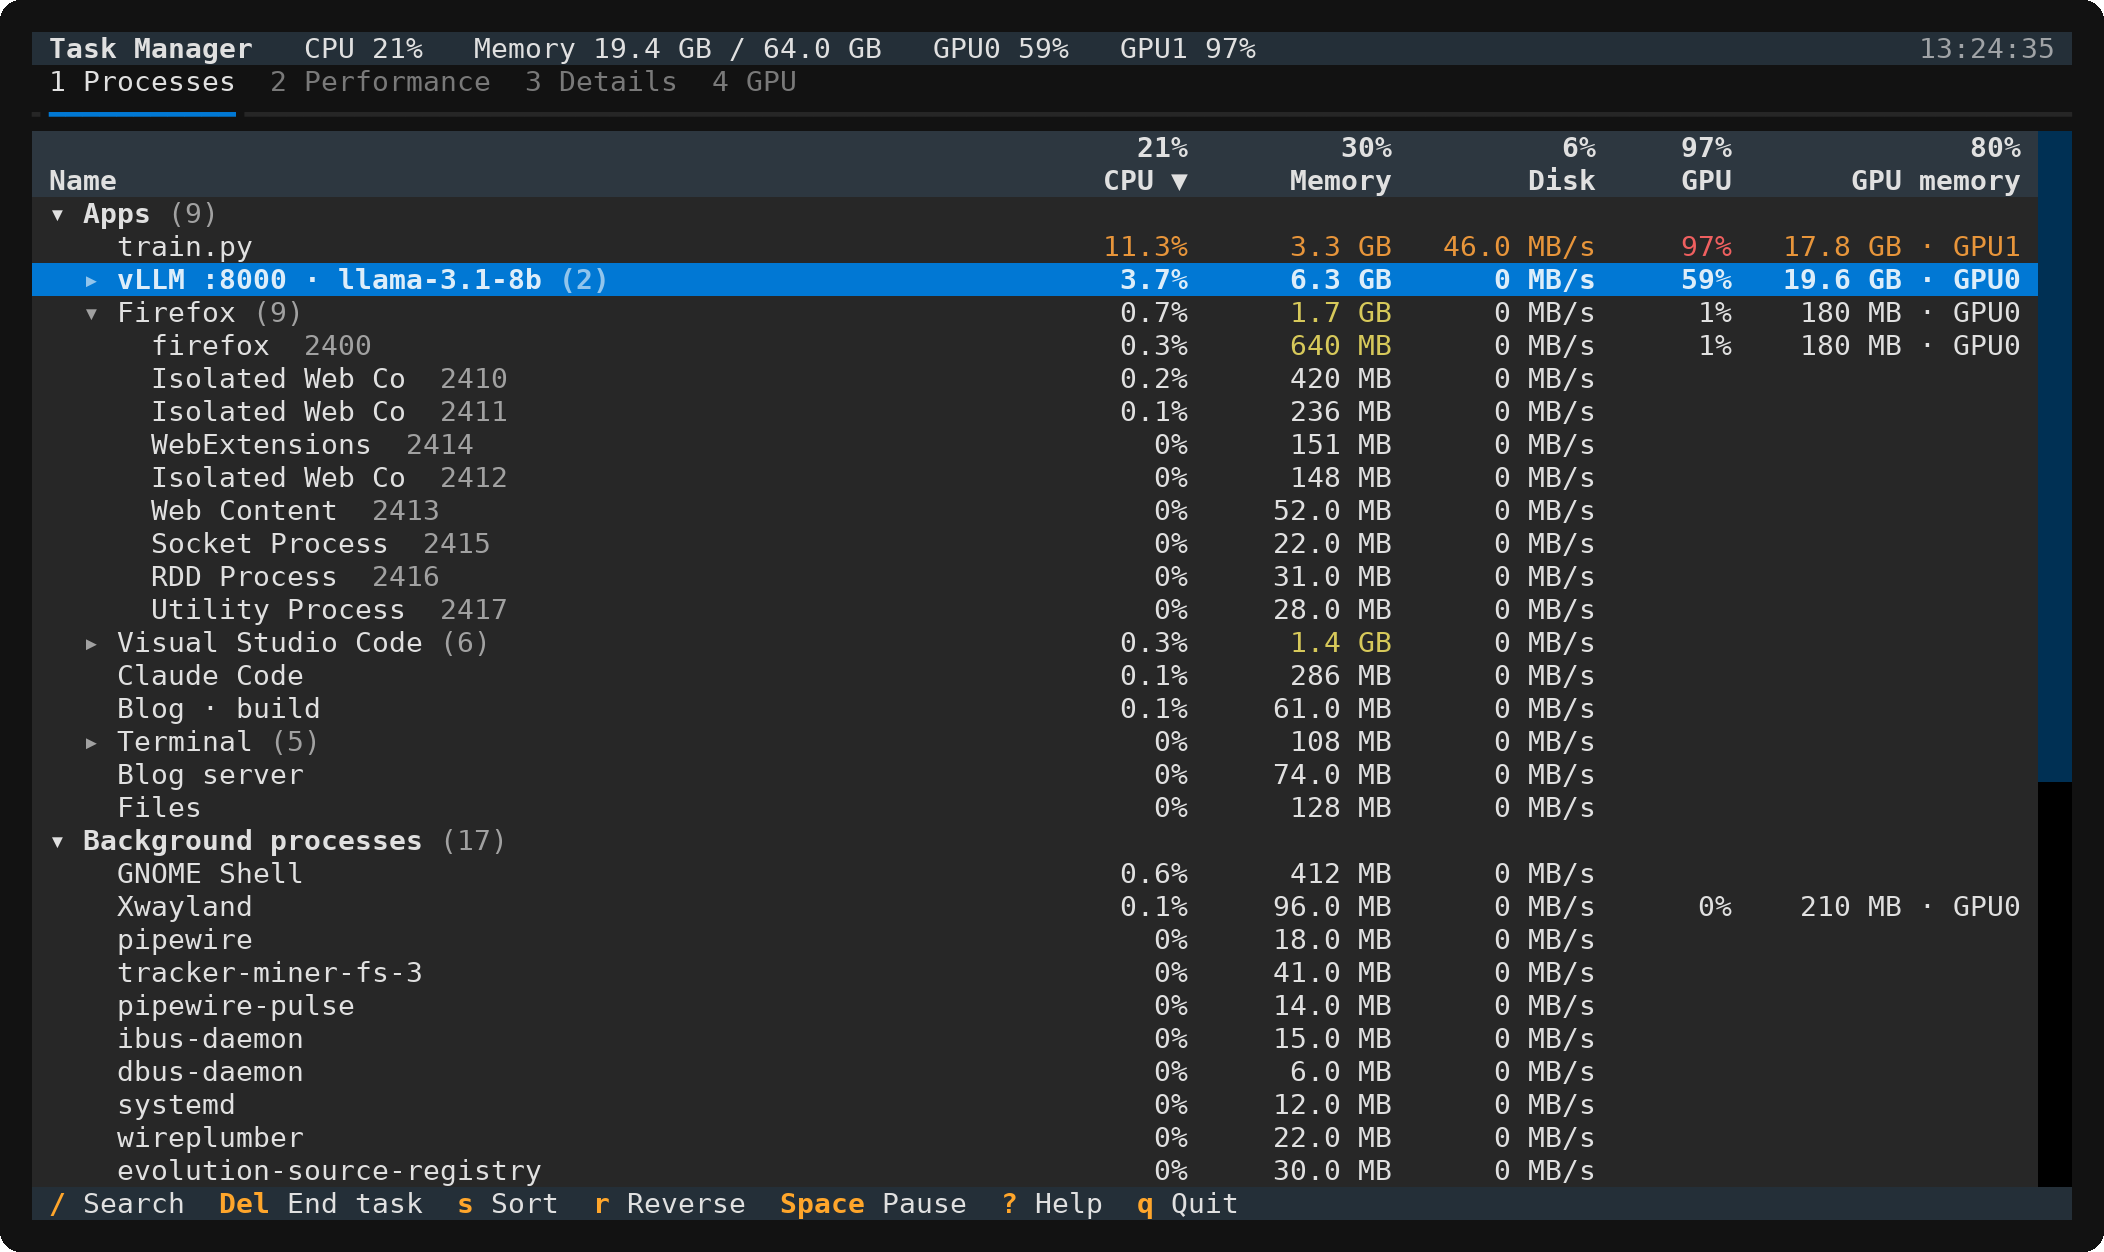 Task Manager   CPU 21%   Memory 19.4 GB / 64.0 GB   GPU0 59%   GPU1 97%   13:24:35
1 Processes  2 Performance  3 Details  4 GPU
21%   30%   6%   97%   80%
Name   CPU ▼   Memory   Disk   GPU   GPU memory
▼ Apps (9)
train.py   11.3%   3.3 GB   46.0 MB/s   97%   17.8 GB · GPU1
▶ vLLM :8000 · llama-3.1-8b (2)   3.7%   6.3 GB   0 MB/s   59%   19.6 GB · GPU0
▼ Firefox (9)   0.7%   1.7 GB   0 MB/s   1%   180 MB · GPU0
firefox  2400   0.3%   640 MB   0 MB/s   1%   180 MB · GPU0
Isolated Web Co  2410   0.2%   420 MB   0 MB/s
Isolated Web Co  2411   0.1%   236 MB   0 MB/s
WebExtensions  2414   0%   151 MB   0 MB/s
Isolated Web Co  2412   0%   148 MB   0 MB/s
Web Content  2413   0%   52.0 MB   0 MB/s
Socket Process  2415   0%   22.0 MB   0 MB/s
RDD Process  2416   0%   31.0 MB   0 MB/s
Utility Process  2417   0%   28.0 MB   0 MB/s
▶ Visual Studio Code (6)   0.3%   1.4 GB   0 MB/s
Claude Code   0.1%   286 MB   0 MB/s
Blog · build   0.1%   61.0 MB   0 MB/s
▶ Terminal (5)   0%   108 MB   0 MB/s
Blog server   0%   74.0 MB   0 MB/s
Files   0%   128 MB   0 MB/s
▼ Background processes (17)
GNOME Shell   0.6%   412 MB   0 MB/s
Xwayland   0.1%   96.0 MB   0 MB/s   0%   210 MB · GPU0
pipewire   0%   18.0 MB   0 MB/s
tracker-miner-fs-3   0%   41.0 MB   0 MB/s
pipewire-pulse   0%   14.0 MB   0 MB/s
ibus-daemon   0%   15.0 MB   0 MB/s
dbus-daemon   0%   6.0 MB   0 MB/s
systemd   0%   12.0 MB   0 MB/s
wireplumber   0%   22.0 MB   0 MB/s
evolution-source-registry   0%   30.0 MB   0 MB/s
/ Search  Del End task  s Sort  r Reverse  Space Pause  ? Help  q Quit